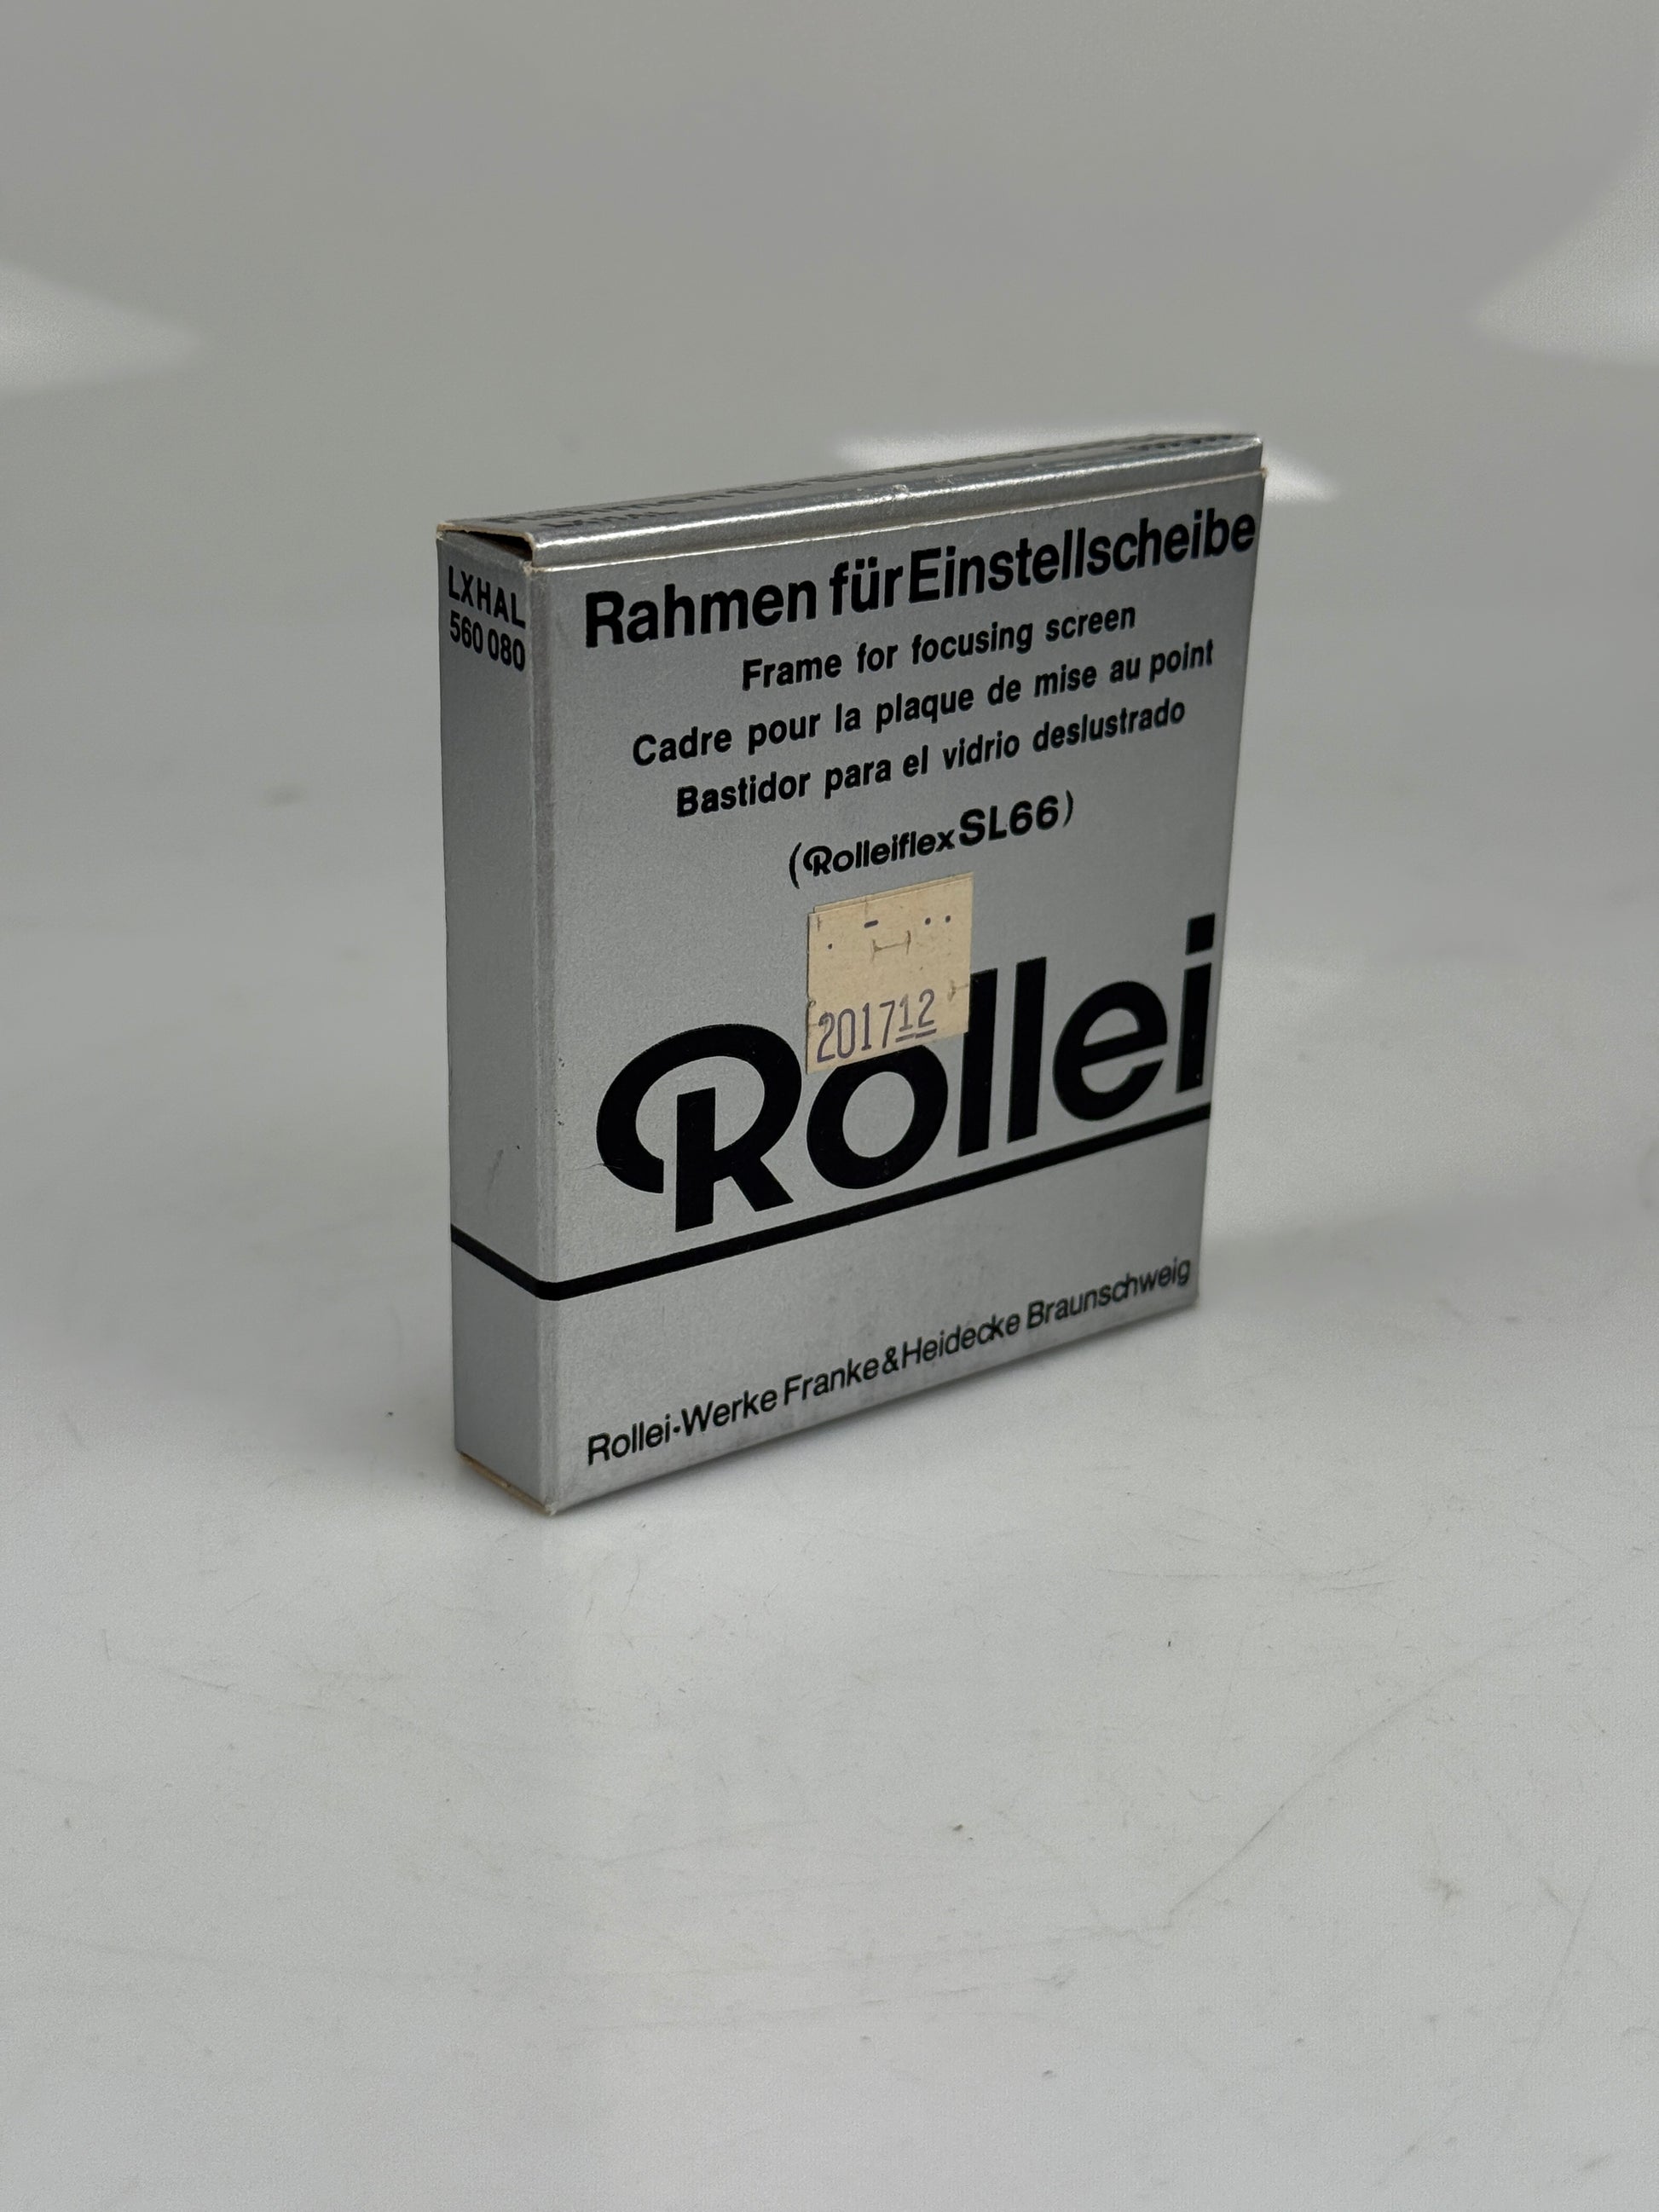 LXHAL
560 080
Rahmen für Einstellscheibe
Frame for focusing screen
Cadre pour la plaque de mise au point
Bastidor para el vidrio deslustrado
(Rolleiflex SL66)
201712
Rollei
Rollei-Werke Franke & Heidecke Braunschweig